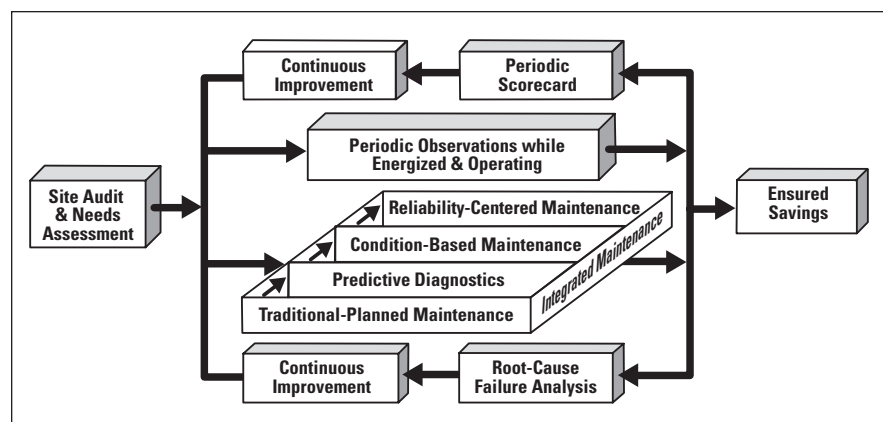 Continuous
Improvement
Periodic
Scorecard
Periodic Observations while
Energized & Operating
Site Audit
& Needs
Assessment
Reliability-Centered Maintenance
Condition-Based Maintenance
Predictive Diagnostics
Traditional-Planned Maintenance
Integrated Maintenance
Ensured
Savings
Continuous
Improvement
Root-Cause
Failure Analysis